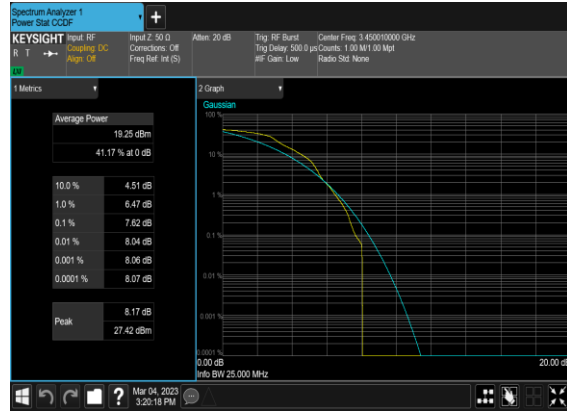 Spectrum Analyzer 1
Power Stat CCDF
+
KEYSIGHT
R T
LW
Input: RF
Coupling: DC
Align: Off
Input Z: 50 Ω
Corrections: Off
Freq Ref: Int (S)
Atten: 20 dB
Trig: RF Burst
Trig Delay: 500.0 µs
#IF Gain: Low
Center Freq: 3.450010000 GHz
Counts: 1.00 M/1.00 Mpt
Radio Std: None
1 Metrics
Average Power
19.25 dBm
41.17 % at 0 dB
10.0 % 4.51 dB
1.0 % 6.47 dB
0.1 % 7.62 dB
0.01 % 8.04 dB
0.001 % 8.06 dB
0.0001 % 8.07 dB
Peak
8.17 dB
27.42 dBm
2 Graph
Gaussian
100 %
10 %
1 %
0.1 %
0.01 %
0.001 %
0.0001 %
0.00 dB
20.00 dB
Info BW 25.000 MHz
?
Mar 04, 2023
3:20:18 PM